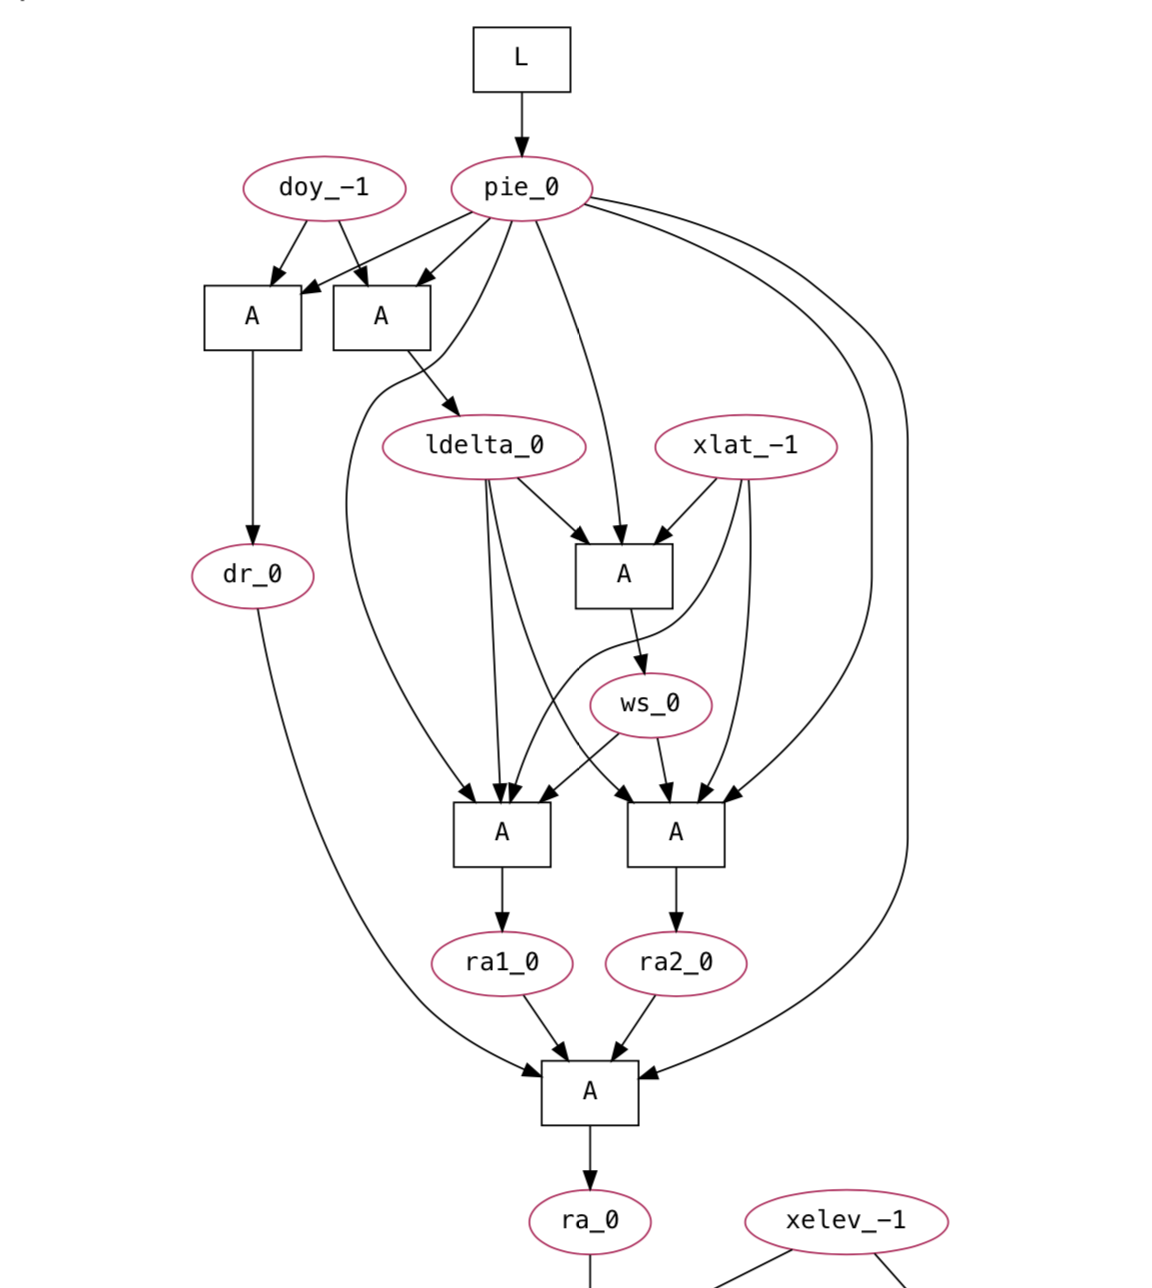 L
doy_−1
pie_0
A
A
ldelta_0
xlat_−1
dr_0
A
ws_0
A
A
ra1_0
ra2_0
A
ra_0
xelev_−1